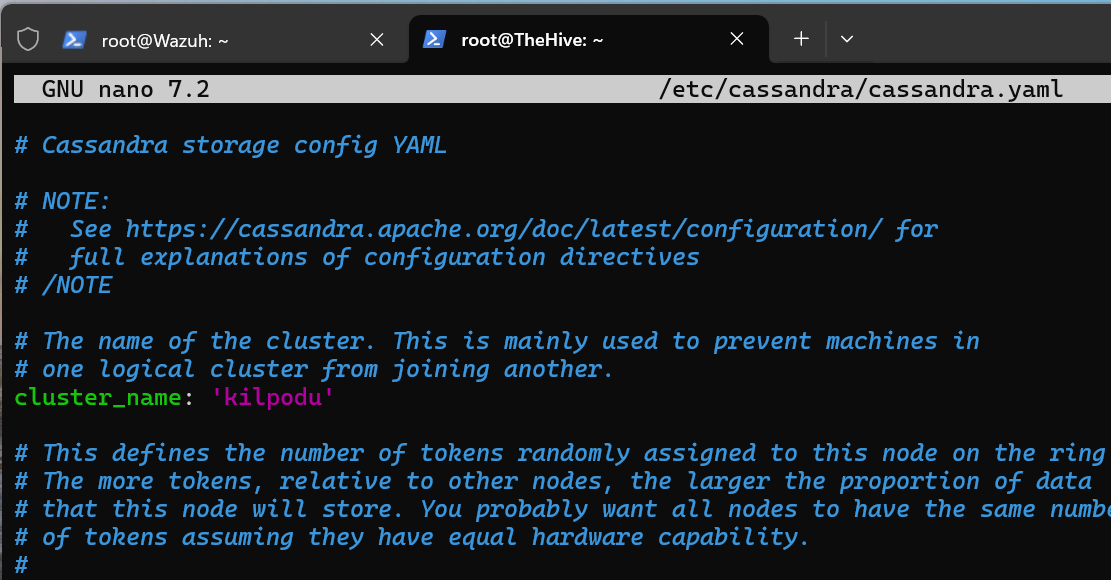 root@Wazuh: ~
root@TheHive: ~
GNU nano 7.2 /etc/cassandra/cassandra.yaml
# Cassandra storage config YAML
# NOTE:
#   See https://cassandra.apache.org/doc/latest/configuration/ for
#   full explanations of configuration directives
# /NOTE
# The name of the cluster. This is mainly used to prevent machines in
# one logical cluster from joining another.
cluster_name: 'kilpodu'
# This defines the number of tokens randomly assigned to this node on the ring
# The more tokens, relative to other nodes, the larger the proportion of data
# that this node will store. You probably want all nodes to have the same numbe
# of tokens assuming they have equal hardware capability.
#